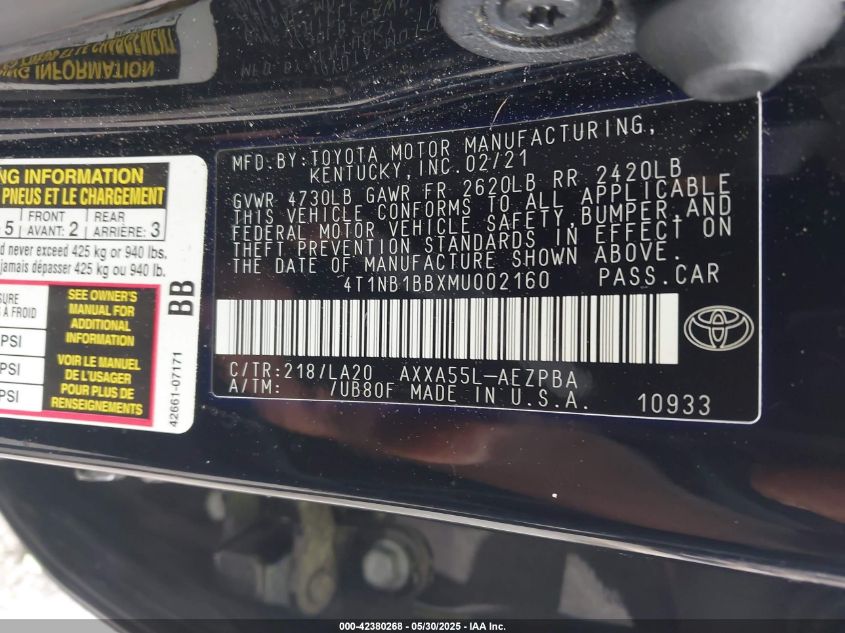 NG INFORMATION
PNEUS ET LE CHARGEMENT
5 FRONT AVANT: 2 REAR ARRIÈRE: 3
d never exceed 425 kg or 940 lbs.
jamais dépasser 425 kg ou 940 lb.
SURE
A FROID
PSI
PSI
PSI
SEE OWNER'S
MANUAL FOR
ADDITIONAL
INFORMATION
VOIR LE MANUEL
DE L'USAGER
POUR PLUS DE
RENSEIGNEMENTS
BB
42661-07171
MFD.BY:TOYOTA MOTOR MANUFACTURING,
KENTUCKY,INC.02/21
GVWR 4730LB GAWR FR 2620LB RR 2420LB
THIS VEHICLE CONFORMS TO ALL APPLICABLE
FEDERAL MOTOR VEHICLE SAFETY,BUMPER,AND
THEFT PREVENTION STANDARDS IN EFFECT ON
THE DATE OF MANUFACTURE SHOWN ABOVE.
4T1NB1BBXMU002160 PASS.CAR
C/TR:218/LA20 AXXA55L-AEZPBA
A/TM: /UB80F MADE IN U.S.A. 10933
000-42380268 - 05/30/2025 - IAA Inc.